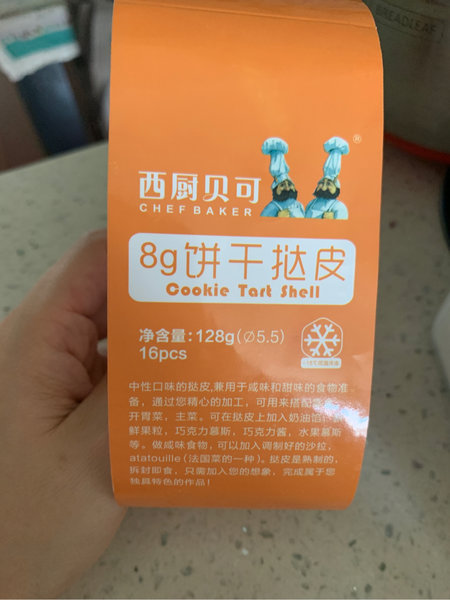 BREADLEAF
®
西厨贝可
CHEF BAKER
8g饼干挞皮
Cookie Tart Shell
净含量:128g(∅5.5)
16pcs
中性口味的挞皮,兼用于咸味和甜味的食物准
备，通过您精心的加工，可用来搭配
开胃菜，主菜。可在挞皮上加入奶油馅
鲜果粒，巧克力慕斯，巧克力酱，水果慕斯
等。做咸味食物，可以加入调制好的沙拉，
atatouille(法国菜的一种)。挞皮是熟制的，
拆封即食，只需加入您的想象，完成属于您
独具特色的作品!